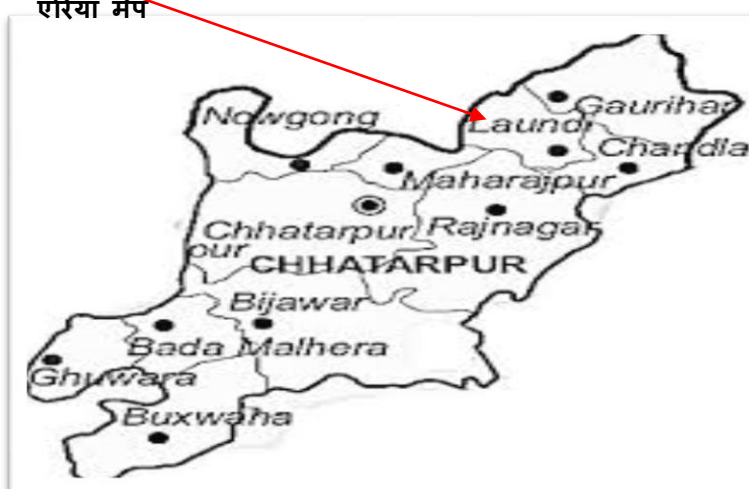 एरिया मैप
Nowgong
Gaurihar
Laundi
Chandla
Maharajpur
Chhatarpur
Rajnagar
pur
CHHATARPUR
Bijawar
Bada Malhera
Ghuwara
Buxwaha